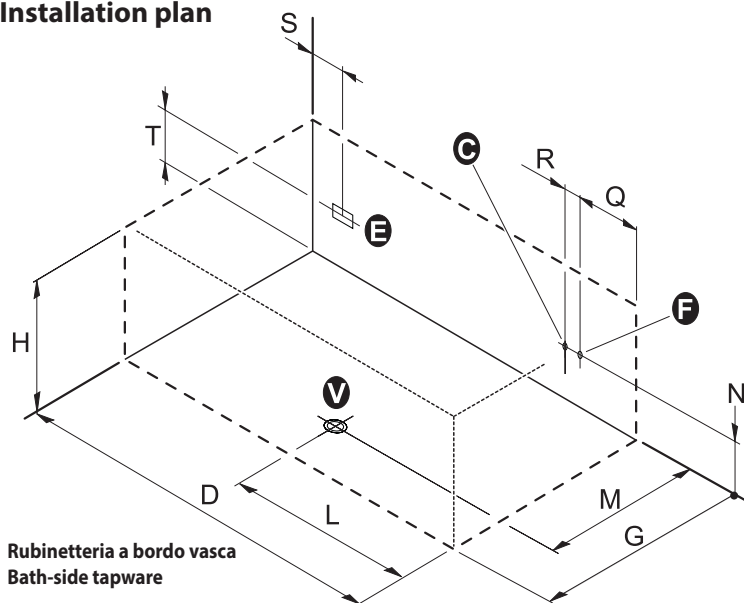 Installation plan
S
T
C
R
Q
E
F
H
N
V
D
L
M
G
Rubinetteria a bordo vasca
Bath-side tapware